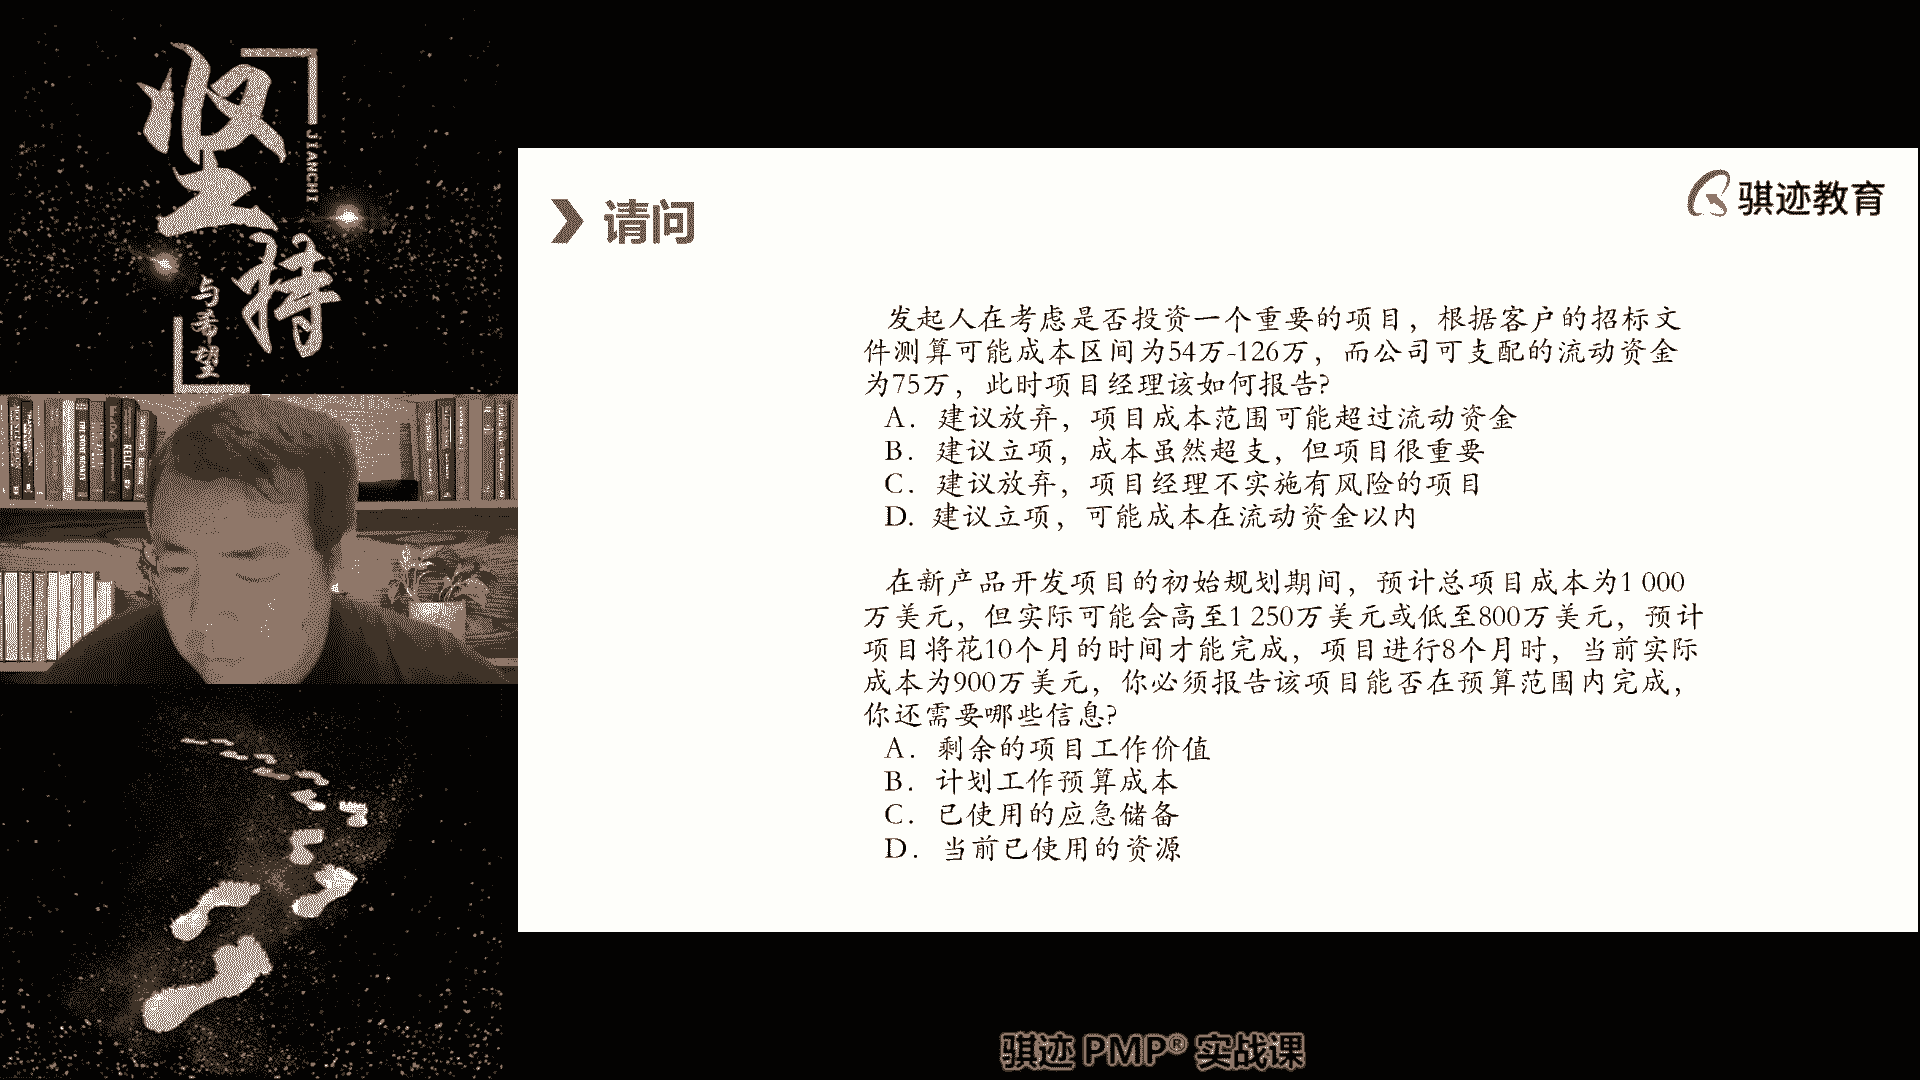 坚持
JIANCHI
与希望
骐迹教育
请问
发起人在考虑是否投资一个重要的项目，根据客户的招标文
件测算可能成本区间为54万-126万，而公司可支配的流动资金
为75万，此时项目经理该如何报告?
A. 建议放弃，项目成本范围可能超过流动资金
B. 建议立项，成本虽然超支，但项目很重要
C. 建议放弃，项目经理不实施有风险的项目
D. 建议立项，可能成本在流动资金以内
在新产品开发项目的初始规划期间，预计总项目成本为1 000
万美元，但实际可能会高至1 250万美元或低至800万美元，预计
项目将花10个月的时间才能完成，项目进行8个月时，当前实际
成本为900万美元，你必须报告该项目能否在预算范围内完成，
你还需要哪些信息?
A. 剩余的项目工作价值
B. 计划工作预算成本
C. 已使用的应急储备
D. 当前已使用的资源
骐迹 PMP® 实战课